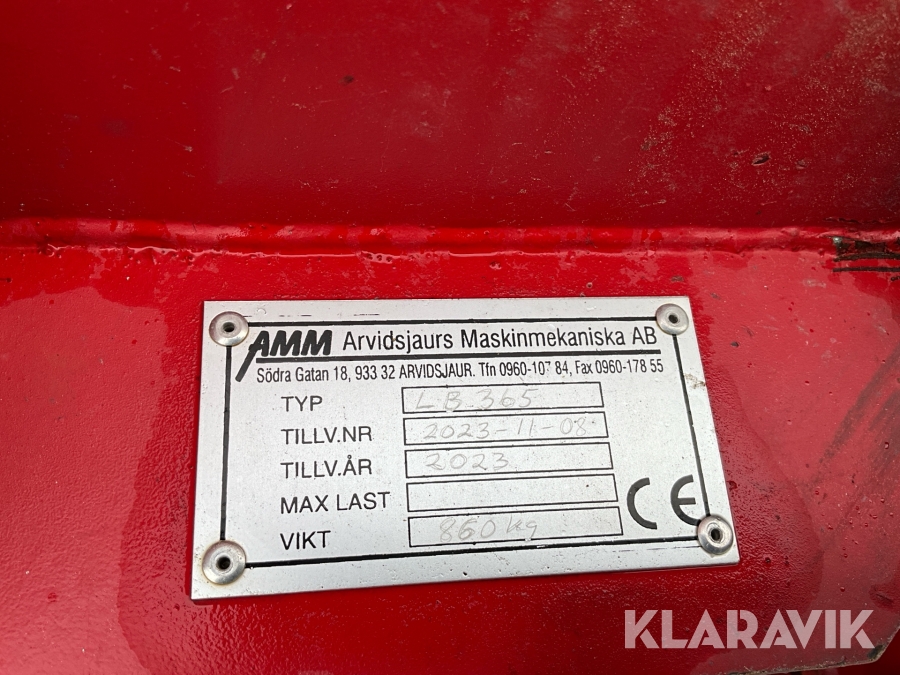 AMM Arvidsjaurs Maskinmekaniska AB
Södra Gatan 18, 933 32 ARVIDSJAUR. Tfn 0960-107 84, Fax 0960-178 55
TYP LB 365
TILLV.NR 2023-11-08
TILLV.ÅR 2023
MAX LAST
VIKT 860 kg
CE
KLARAVIK